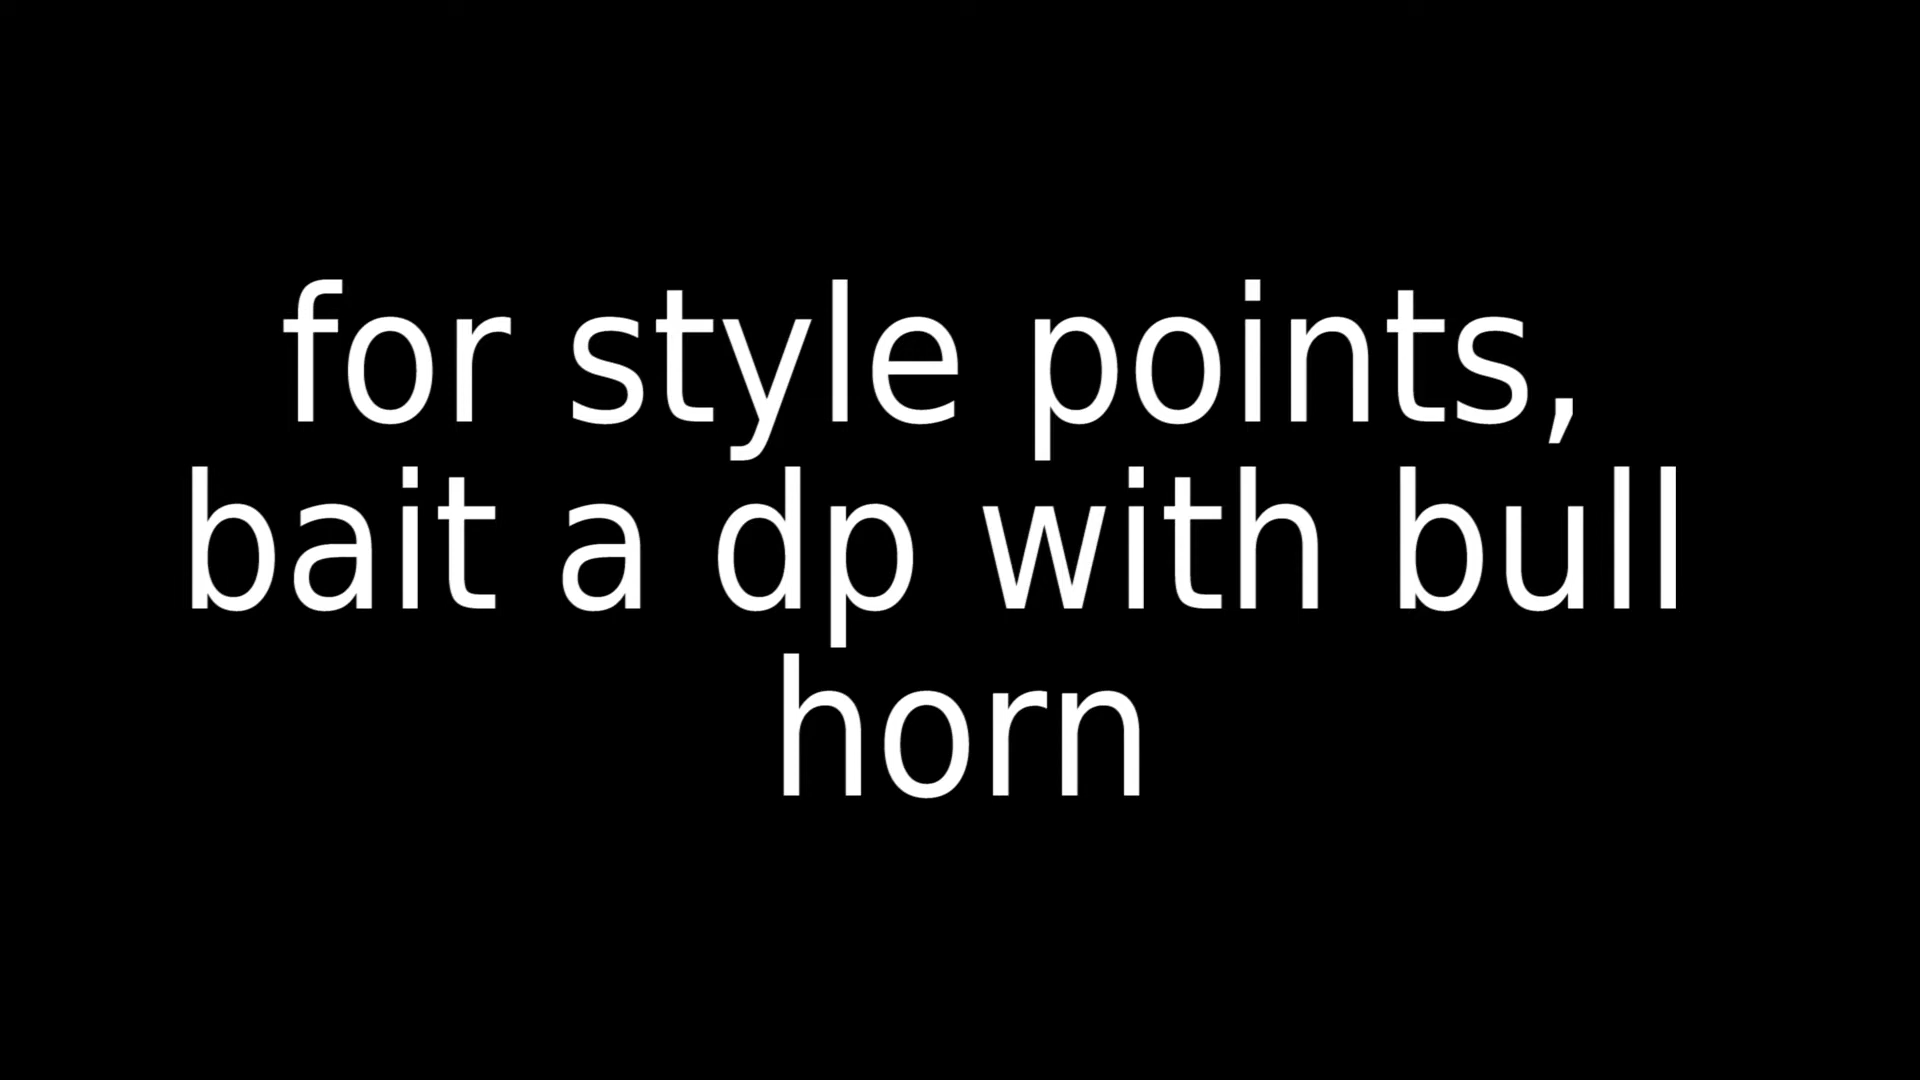 for style points,
bait a dp with bull
horn